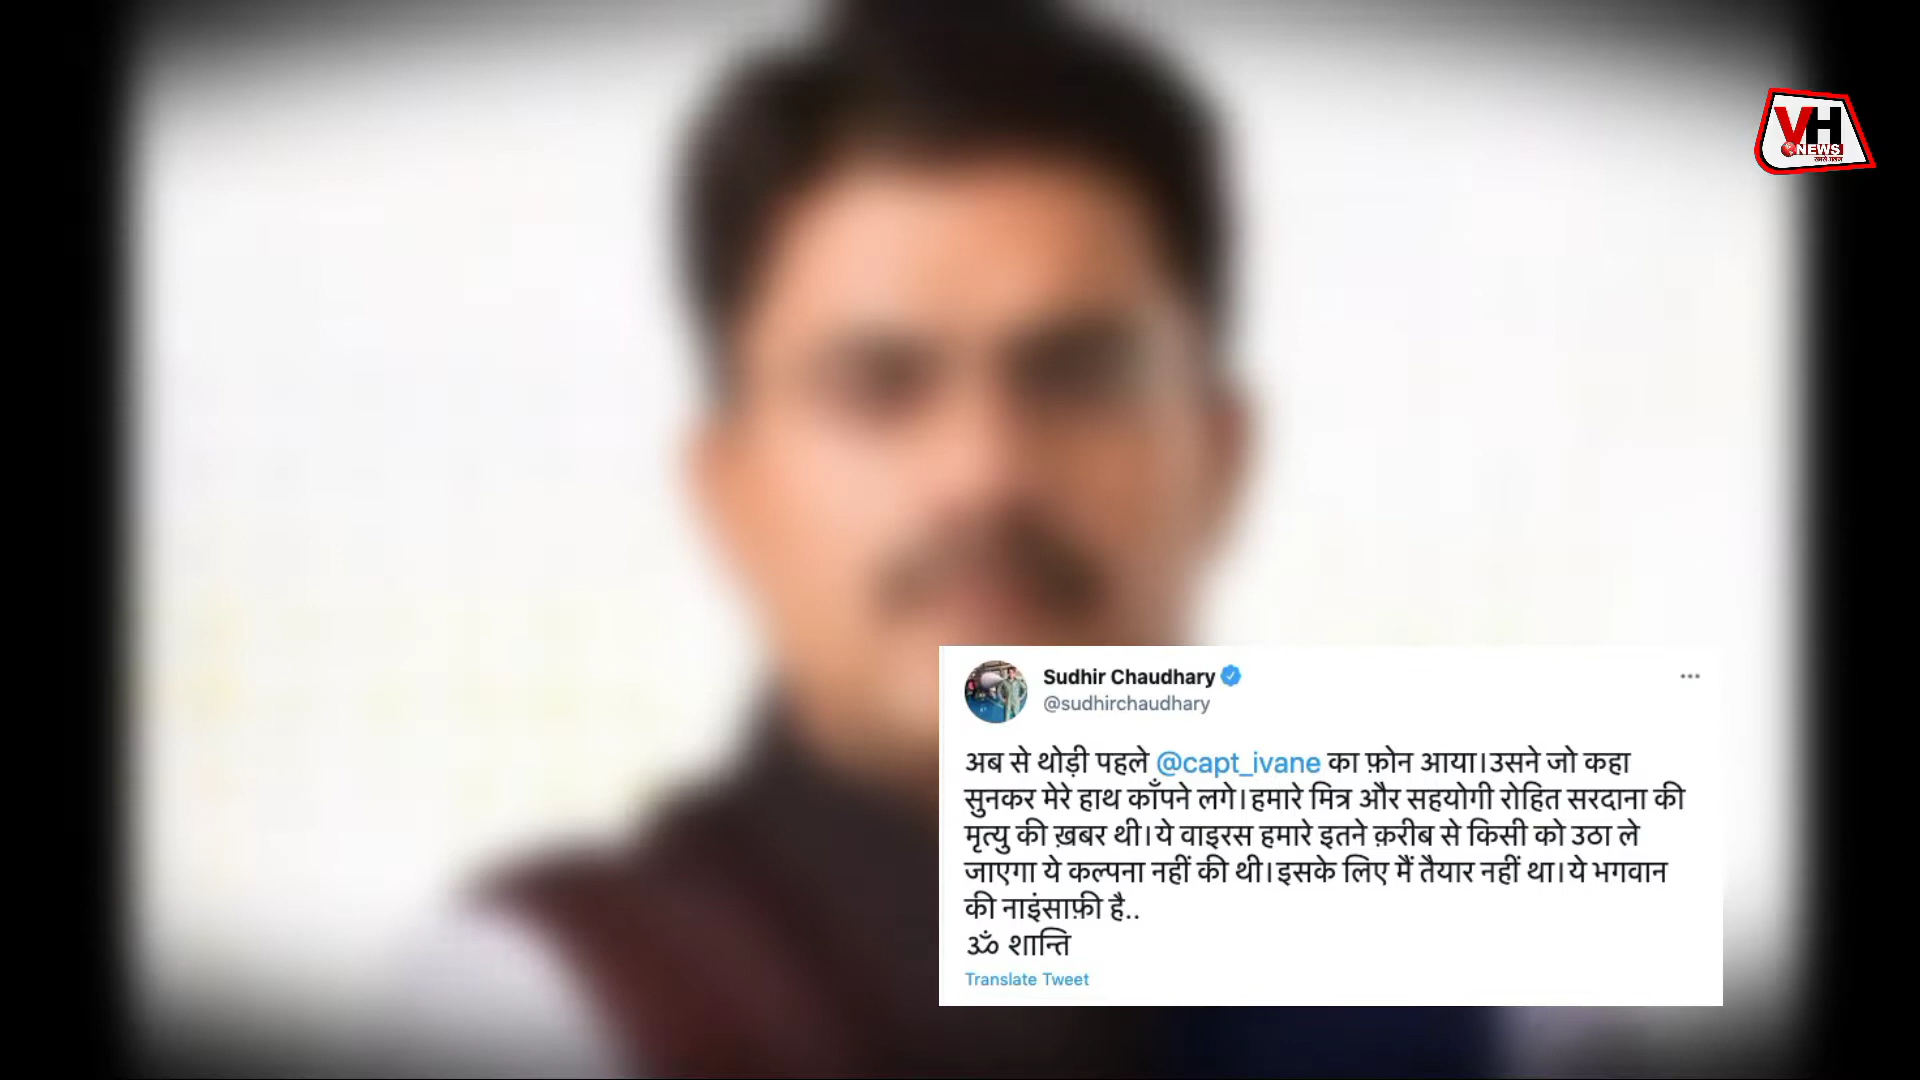 VH
NEWS
Sudhir Chaudhary
@sudhirchaudhary
अब से थोड़ी पहले @capt_ivane का फ़ोन आया।उसने जो कहा
सुनकर मेरे हाथ काँपने लगे।हमारे मित्र और सहयोगी रोहित सरदाना की
मृत्यु की ख़बर थी।ये वाइरस हमारे इतने क़रीब से किसी को उठा ले
जाएगा ये कल्पना नहीं की थी।इसके लिए मैं तैयार नहीं था।ये भगवान
की नाइंसाफ़ी है..
ॐ शान्ति
Translate Tweet